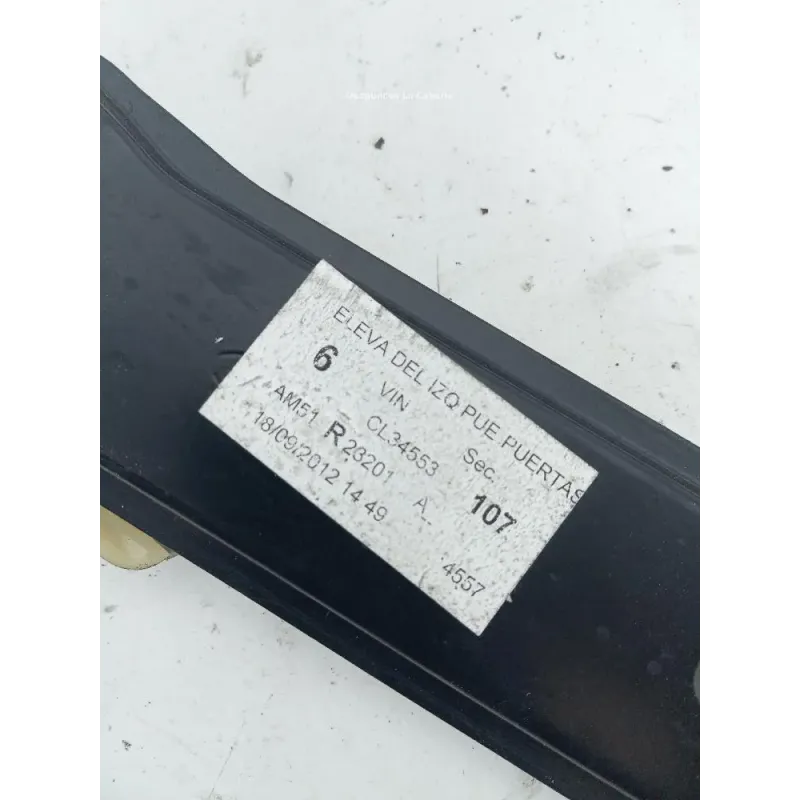 ELEVA DEL IZQ PUE PUERTAS
6 VIN CL34553 Sec. 107
AM51 R23201 A
18/09/2012 14 49 4557